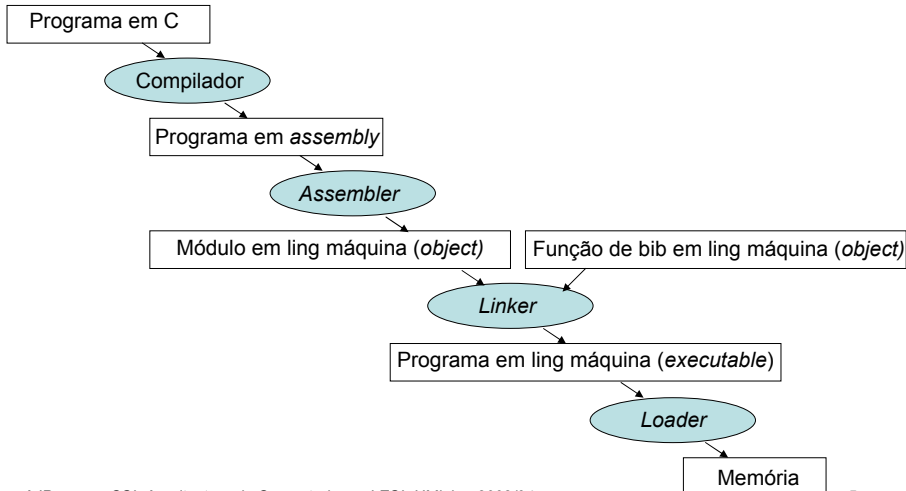 Programa em C
Compilador
Programa em assembly
Assembler
Módulo em ling máquina (object)
Função de bib em ling máquina (object)
Linker
Programa em ling máquina (executable)
Loader
Memória